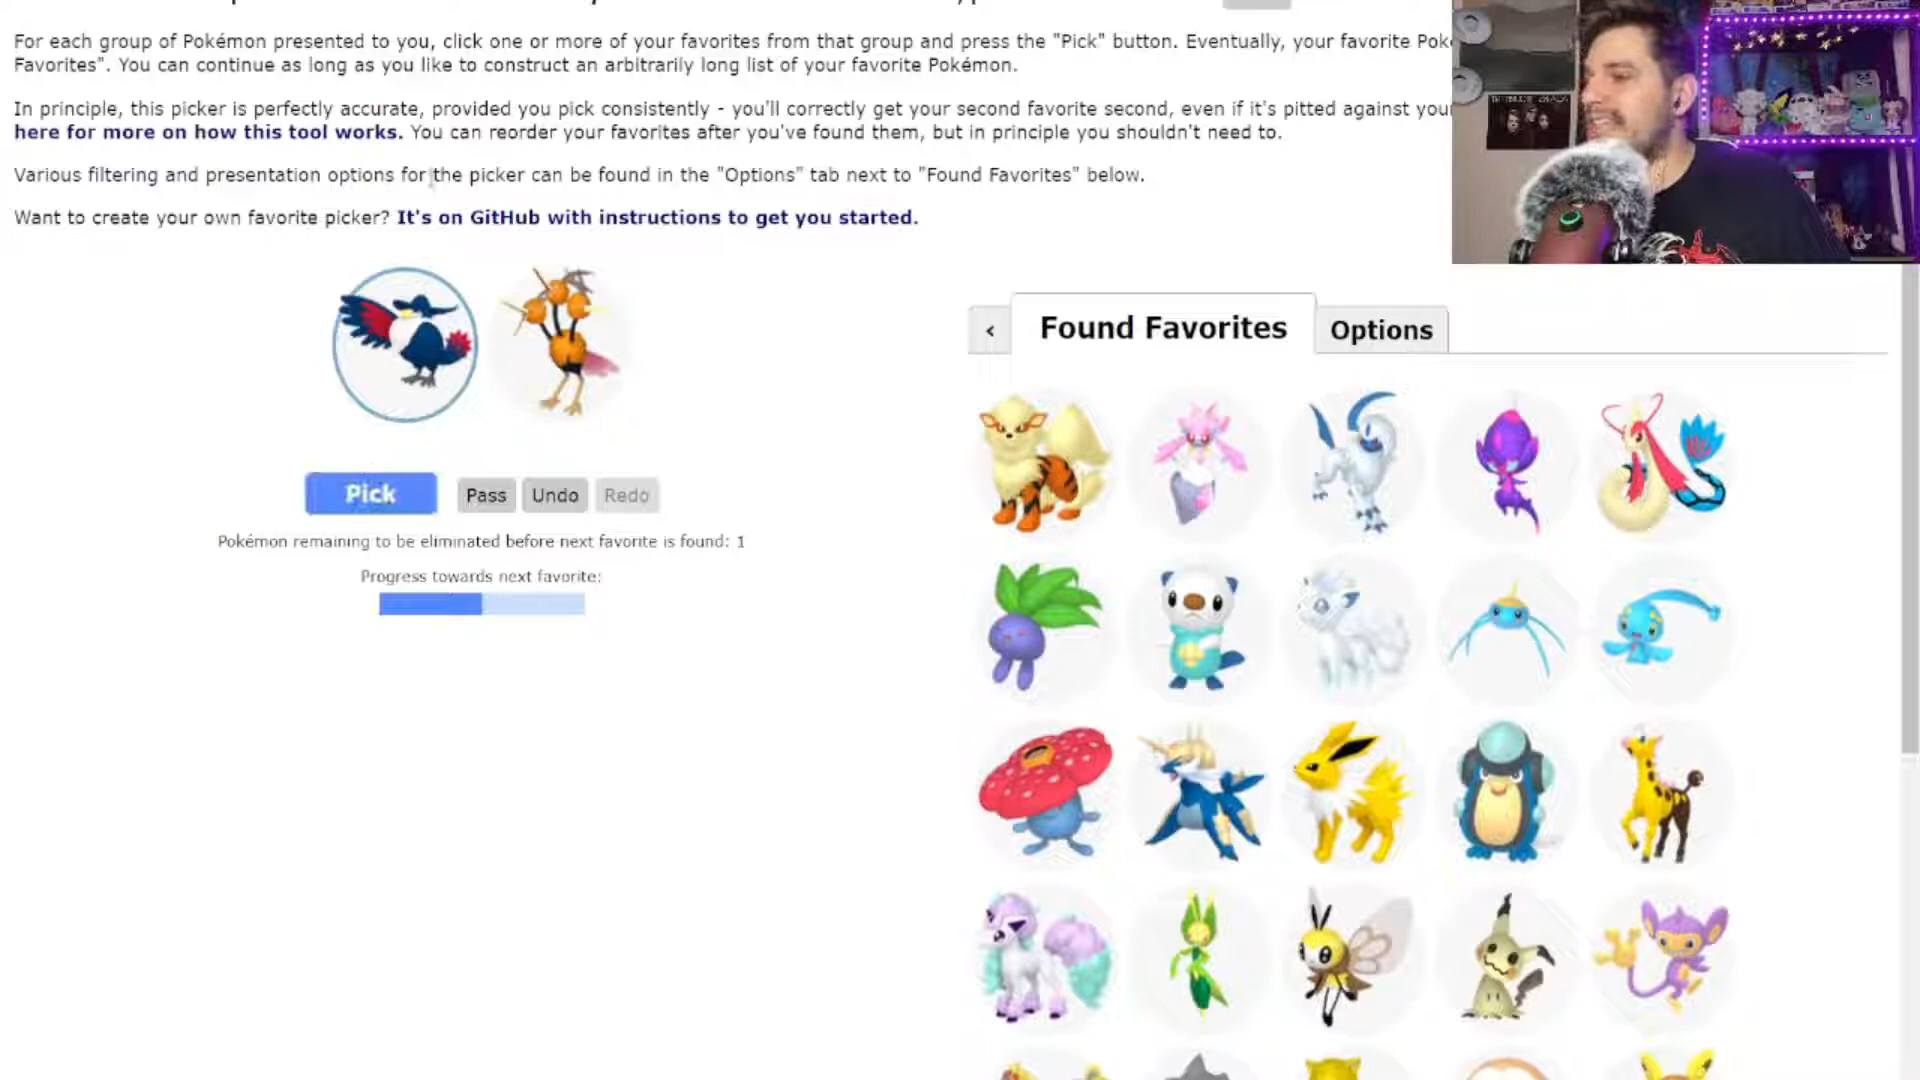 For each group of Pokémon presented to you, click one or more of your favorites from that group and press the "Pick" button. Eventually, your favorite
Favorites". You can continue as long as you like to construct an arbitrarily long list of your favorite Pokémon.
In principle, this picker is perfectly accurate, provided you pick consistently - you'll correctly get your second favorite second, even if it's pitted against
here for more on how this tool works. You can reorder your favorites after you've found them, but in principle you shouldn't need to.
Various filtering and presentation options for the picker can be found in the "Options" tab next to "Found Favorites" below.
Want to create your own favorite picker? It's on GitHub with instructions to get you started.
‹ Found Favorites Options
Pick Pass Undo Redo
Pokémon remaining to be eliminated before next favorite is found: 1
Progress towards next favorite: